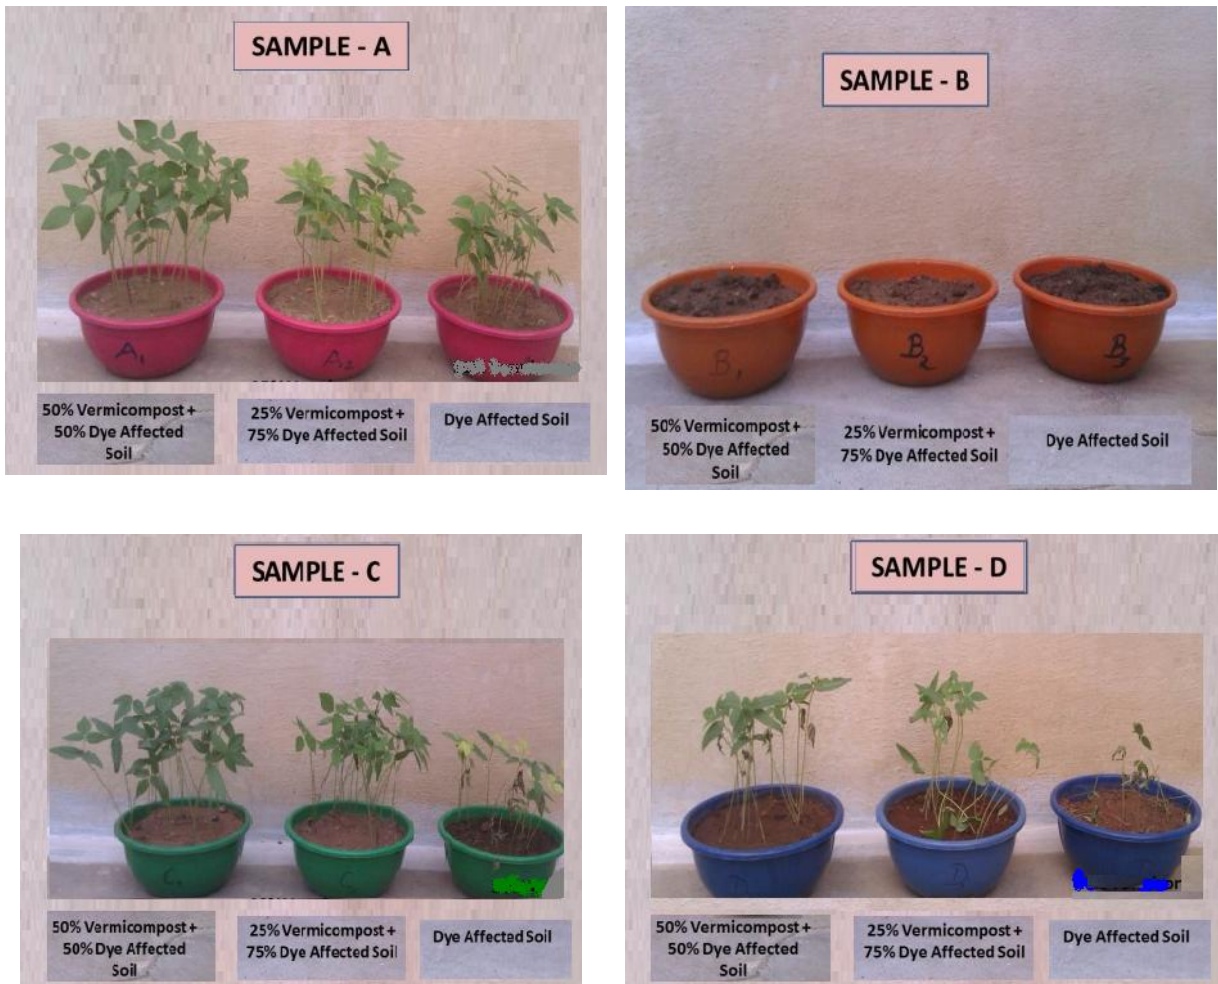 SAMPLE - A
A1
A2
50% Vermicompost +
50% Dye Affected
Soil
25% Vermicompost +
75% Dye Affected Soil
Dye Affected Soil
SAMPLE - B
B1
B2
B3
50% Vermicompost +
50% Dye Affected
Soil
25% Vermicompost +
75% Dye Affected Soil
Dye Affected Soil
SAMPLE - C
C
C
50% Vermicompost +
50% Dye Affected
Soil
25% Vermicompost +
75% Dye Affected Soil
Dye Affected Soil
SAMPLE - D
D
D
50% Vermicompost +
50% Dye Affected
Soil
25% Vermicompost +
75% Dye Affected Soil
Dye Affected Soil